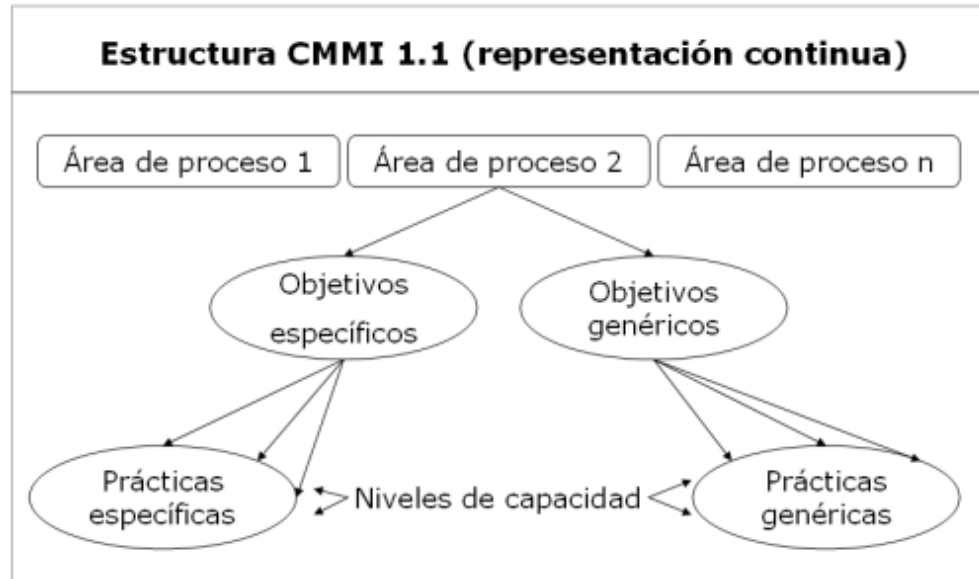 Estructura CMMI 1.1 (representación continua)
Área de proceso 1
Área de proceso 2
Área de proceso n
Objetivos
específicos
Objetivos
genéricos
Prácticas
específicas
Niveles de capacidad
Prácticas
genéricas